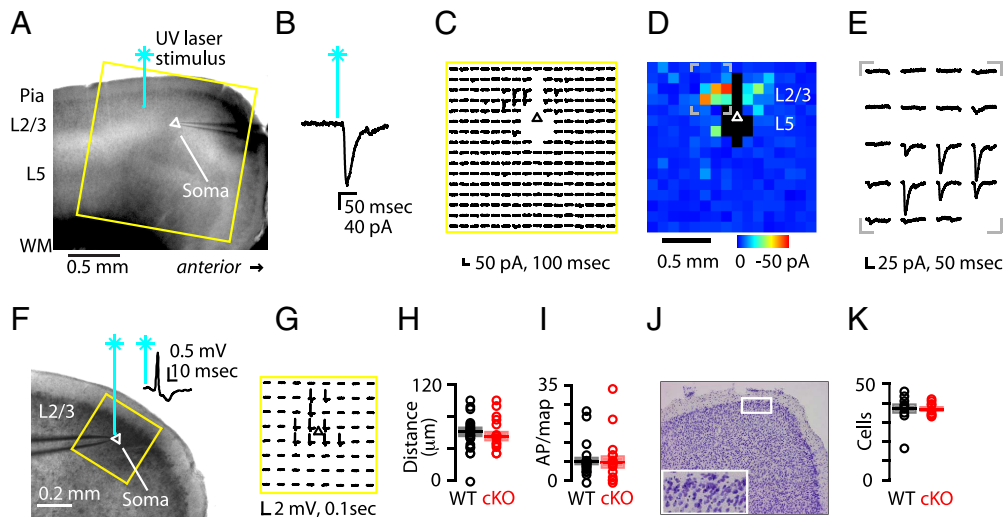 A
UV laser
stimulus
Pia
L2/3
L5
WM
Soma
0.5 mm
anterior →
B
50 msec
40 pA
C
50 pA, 100 msec
D
L2/3
L5
0.5 mm
0
-50 pA
E
25 pA, 50 msec
F
0.5 mV
10 msec
L2/3
0.2 mm
Soma
G
2 mV, 0.1sec
H
Distance
(μm)
120
0
WT
cKO
I
AP/map
35
0
WT
cKO
J
K
Cells
50
0
WT
cKO